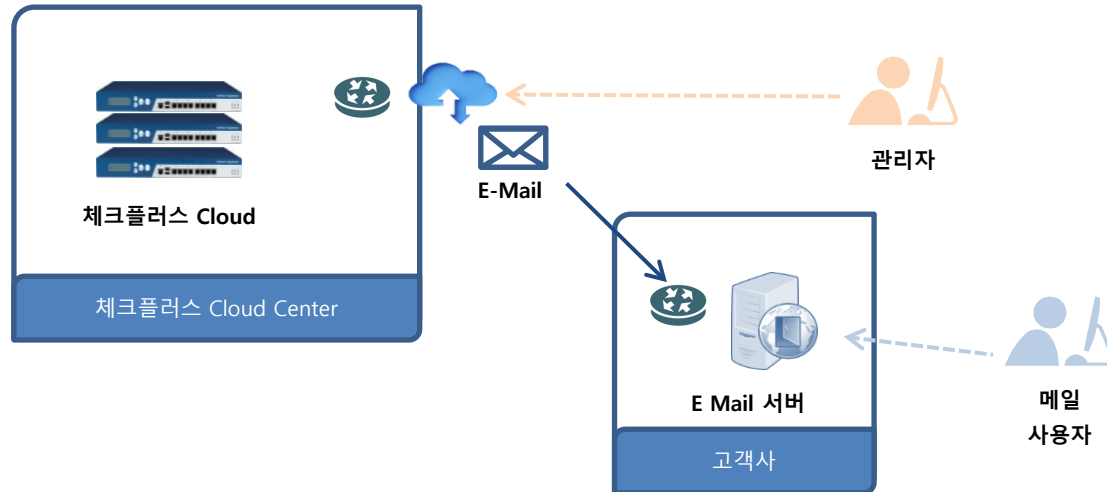 관리자
E-Mail
체크플러스 Cloud
체크플러스 Cloud Center
E Mail 서버
메일
사용자
고객사